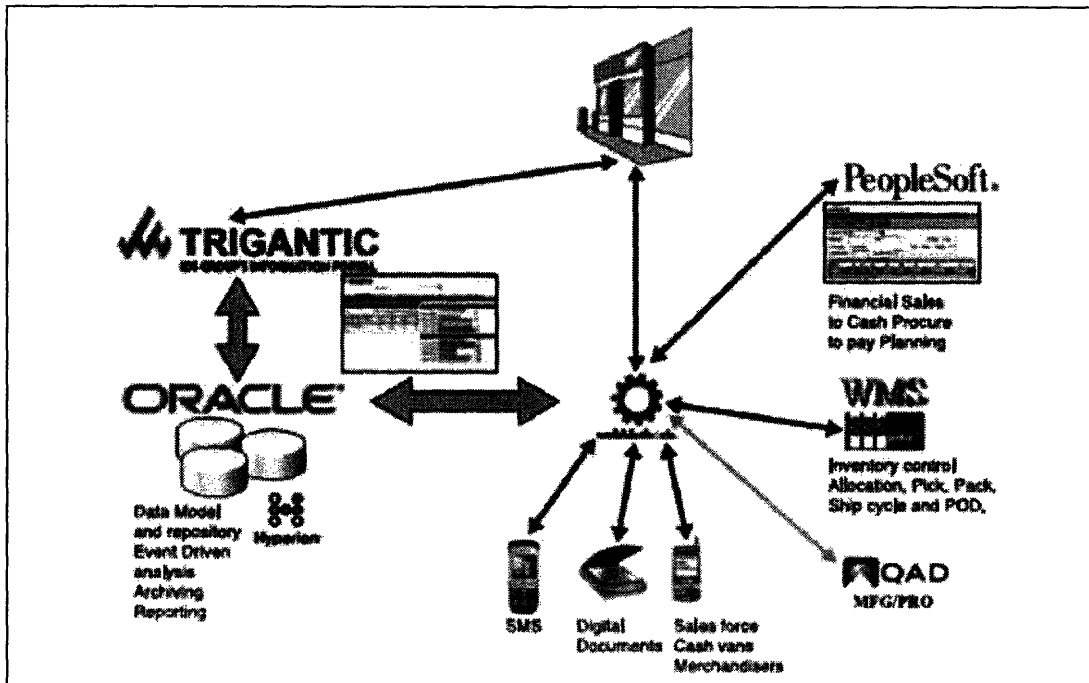 PeopleSoft.
Financial Sales
to Cash Procure
to pay Planning
TRIGANTIC
ORACLE
WMS
Inventory control
Allocation, Pick, Pack,
Ship cycle and POD,
Data Model
and repository
Event Driven
analysis
Archiving
Reporting
Hyperion
QAD
MFG/PRO
SMS
Digital
Documents
Sales force
Cash vans
Merchandisers